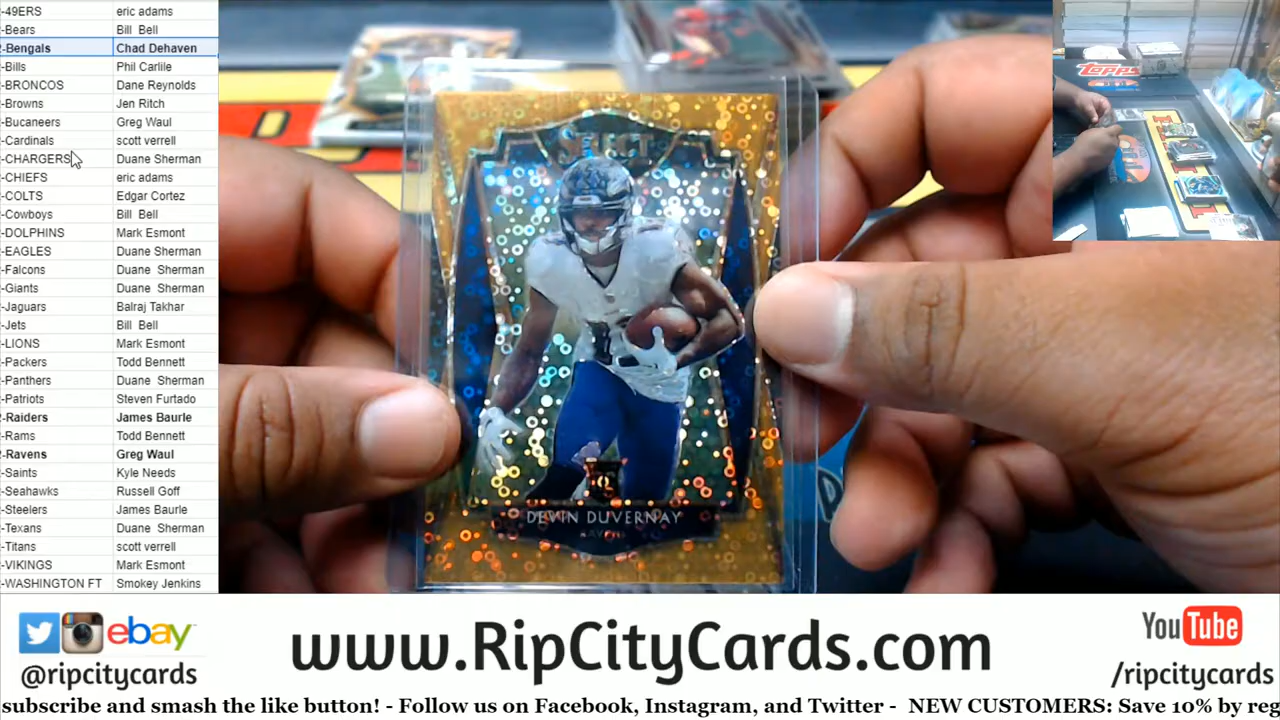 -49ERS eric adams
-Bears Bill Bell
-Bengals Chad Dehaven
-Bills Phil Carlile
-BRONCOS Dane Reynolds
-Browns Jen Ritch
-Bucaneers Greg Waul
-Cardinals scott verrell
-CHARGERS Duane Sherman
-CHIEFS eric adams
-COLTS Edgar Cortez
-Cowboys Bill Bell
-DOLPHINS Mark Esmont
-EAGLES Duane Sherman
-Falcons Duane Sherman
-Giants Duane Sherman
-Jaguars Balraj Takhar
-Jets Bill Bell
-LIONS Mark Esmont
-Packers Todd Bennett
-Panthers Duane Sherman
-Patriots Steven Furtado
-Raiders James Baurle
-Rams Todd Bennett
-Ravens Greg Waul
-Saints Kyle Needs
-Seahawks Russell Goff
-Steelers James Baurle
-Texans Duane Sherman
-Titans scott verrell
-VIKINGS Mark Esmont
-WASHINGTON FT Smokey Jenkins
SELECT
DEVIN DUVERNAY
RAVENS
Topps
ebay
@ripcitycards
www.RipCityCards.com
YouTube
/ripcitycards
subscribe and smash the like button! - Follow us on Facebook, Instagram, and Twitter - NEW CUSTOMERS: Save 10% by reg